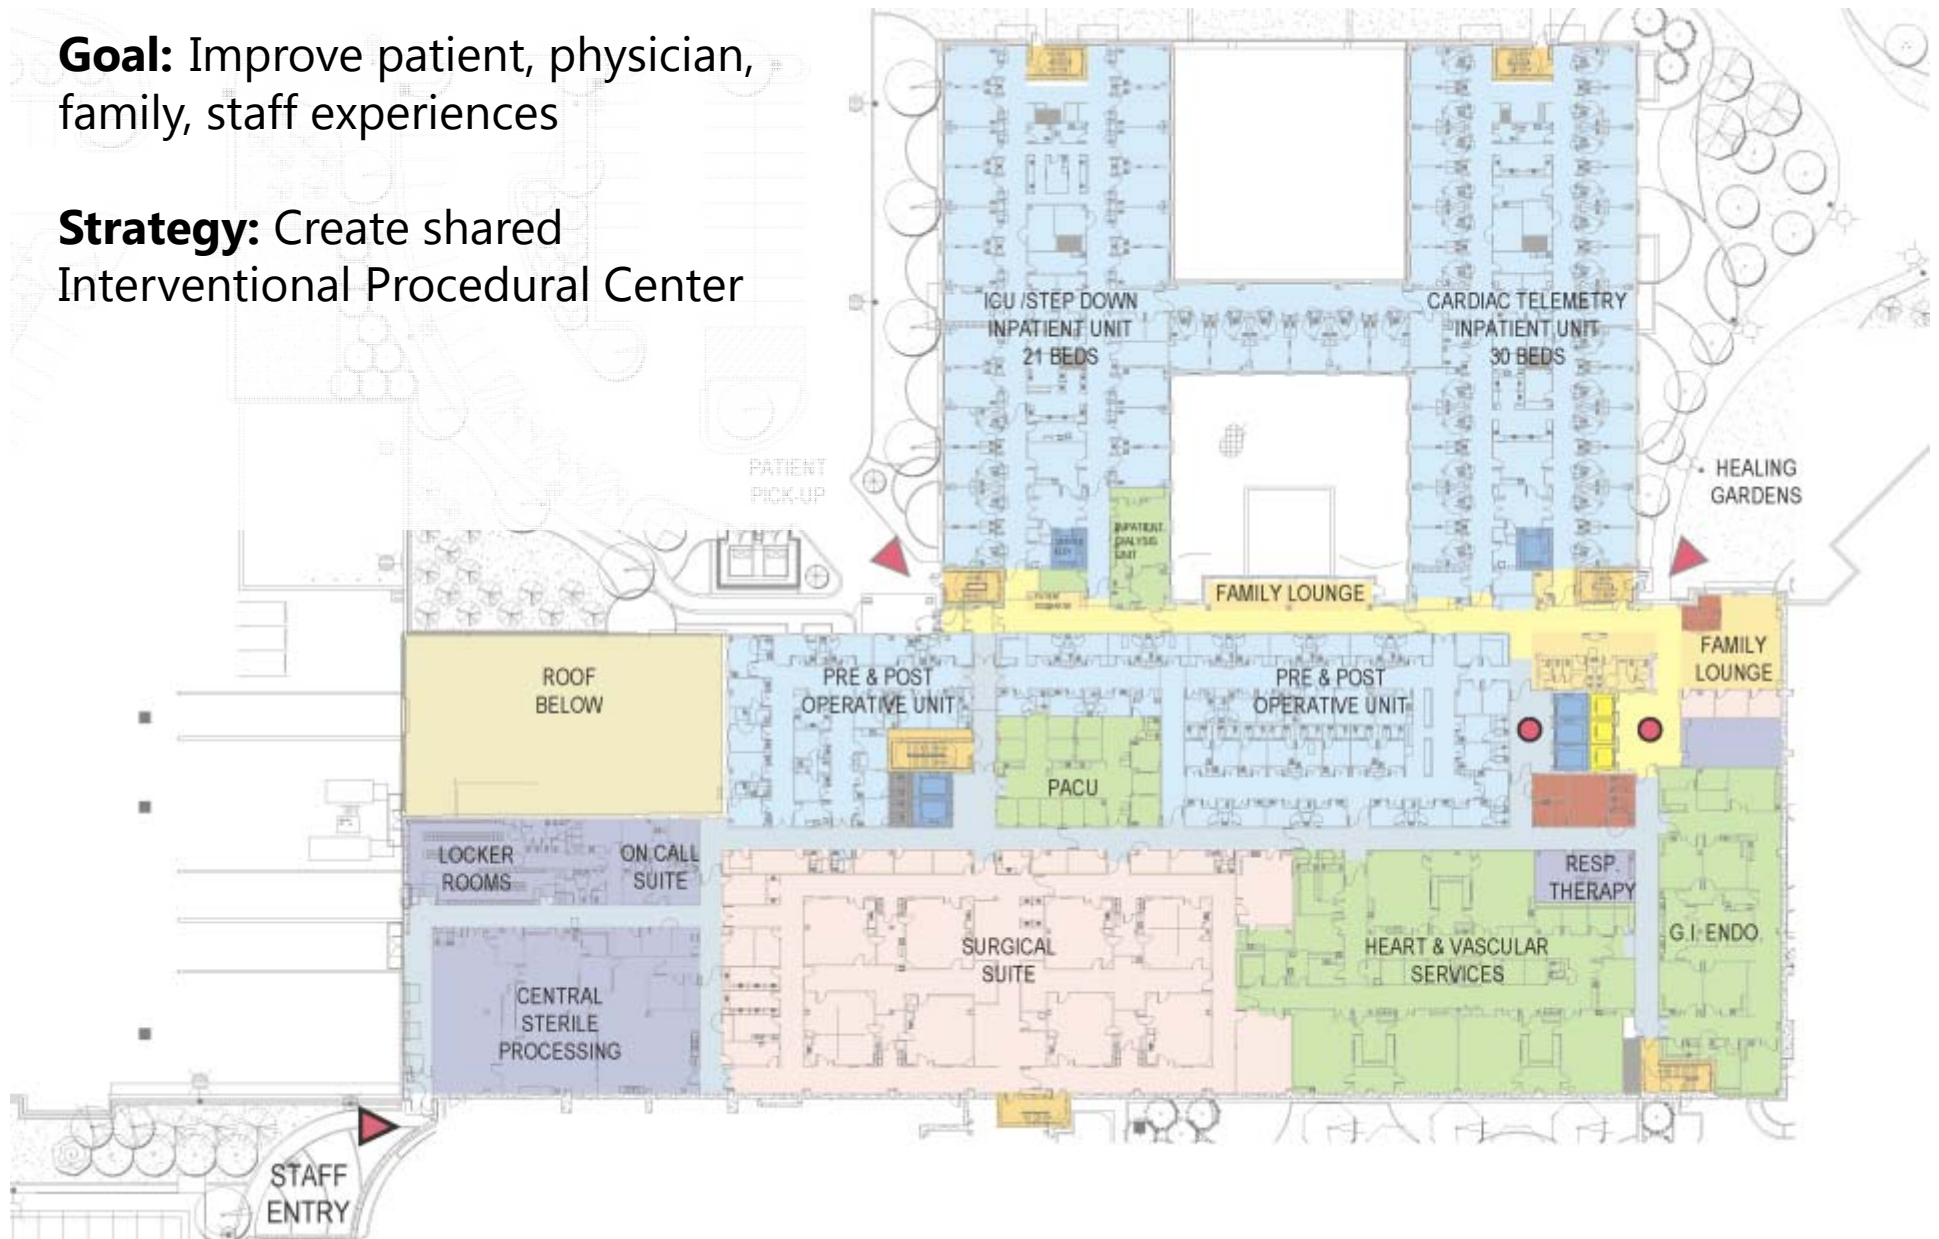 Goal: Improve patient, physician,
family, staff experiences
Strategy: Create shared
Interventional Procedural Center
ICU /STEP DOWN
INPATIENT UNIT
21 BEDS
CARDIAC TELEMETRY
INPATIENT UNIT
30 BEDS
PATIENT
PICK-UP
HEALING
GARDENS
INPATIENT
DIALYSIS
UNIT
FAMILY LOUNGE
FAMILY
LOUNGE
ROOF
BELOW
PRE & POST
OPERATIVE UNIT
PRE & POST
OPERATIVE UNIT
PACU
LOCKER
ROOMS
ON CALL
SUITE
RESP.
THERAPY
SURGICAL
SUITE
HEART & VASCULAR
SERVICES
G.I. ENDO.
CENTRAL
STERILE
PROCESSING
STAFF
ENTRY